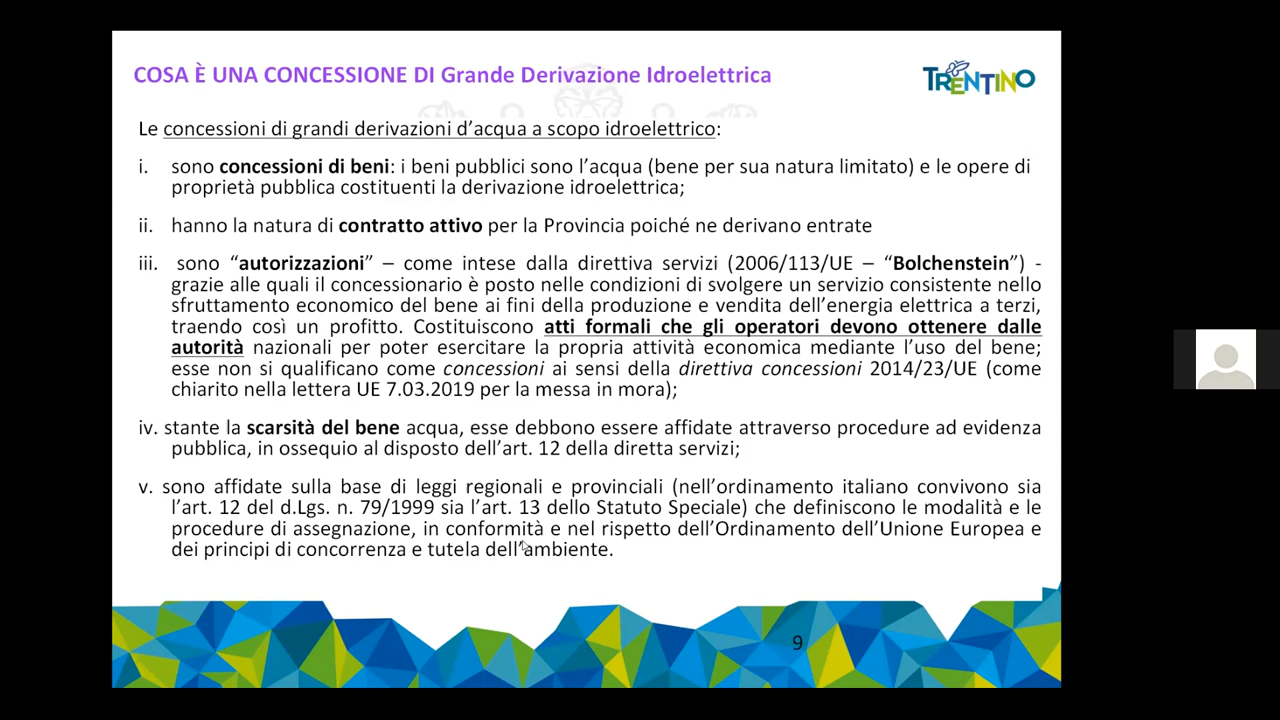 COSA È UNA CONCESSIONE DI Grande Derivazione Idroelettrica
TRENTINO
Le concessioni di grandi derivazioni d'acqua a scopo idroelettrico:
i. sono concessioni di beni: i beni pubblici sono l'acqua (bene per sua natura limitato) e le opere di
proprietà pubblica costituenti la derivazione idroelettrica;
ii. hanno la natura di contratto attivo per la Provincia poiché ne derivano entrate
iii. sono “autorizzazioni” – come intese dalla direttiva servizi (2006/113/UE – “Bolchenstein”) -
grazie alle quali il concessionario è posto nelle condizioni di svolgere un servizio consistente nello
sfruttamento economico del bene ai fini della produzione e vendita dell'energia elettrica a terzi,
traendo così un profitto. Costituiscono atti formali che gli operatori devono ottenere dalle
autorità nazionali per poter esercitare la propria attività economica mediante l'uso del bene;
esse non si qualificano come concessioni ai sensi della direttiva concessioni 2014/23/UE (come
chiarito nella lettera UE 7.03.2019 per la messa in mora);
iv. stante la scarsità del bene acqua, esse debbono essere affidate attraverso procedure ad evidenza
pubblica, in ossequio al disposto dell'art. 12 della diretta servizi;
v. sono affidate sulla base di leggi regionali e provinciali (nell'ordinamento italiano convivono sia
l'art. 12 del d.Lgs. n. 79/1999 sia l'art. 13 dello Statuto Speciale) che definiscono le modalità e le
procedure di assegnazione, in conformità e nel rispetto dell'Ordinamento dell'Unione Europea e
dei principi di concorrenza e tutela dell'ambiente.
9